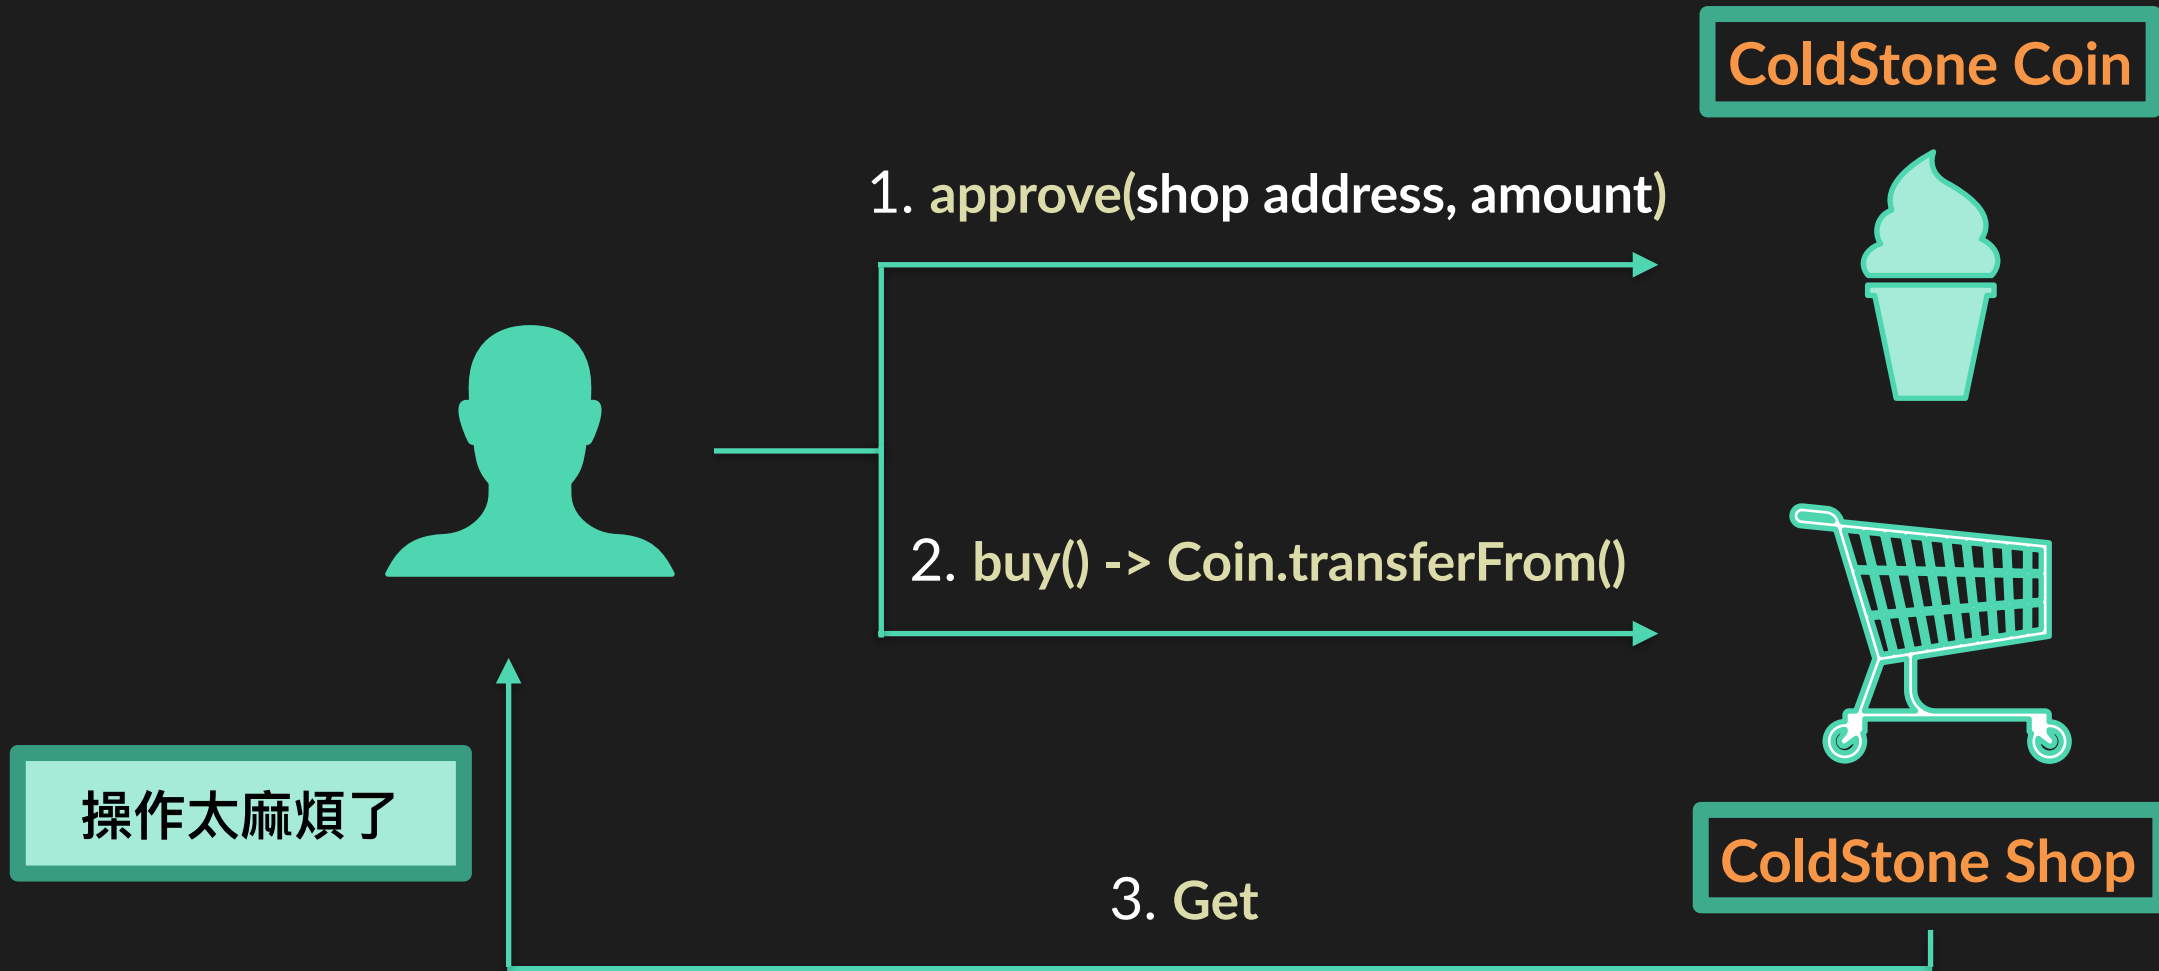 ColdStone Coin
1. approve(shop address, amount)
2. buy() -> Coin.transferFrom()
操作太麻煩了
ColdStone Shop
3. Get